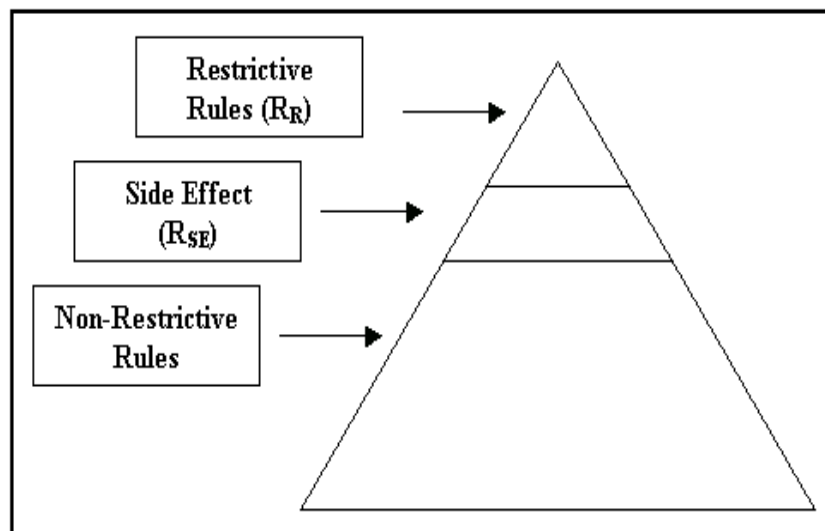 Restrictive
Rules (RR)
Side Effect
(RSE)
Non-Restrictive
Rules